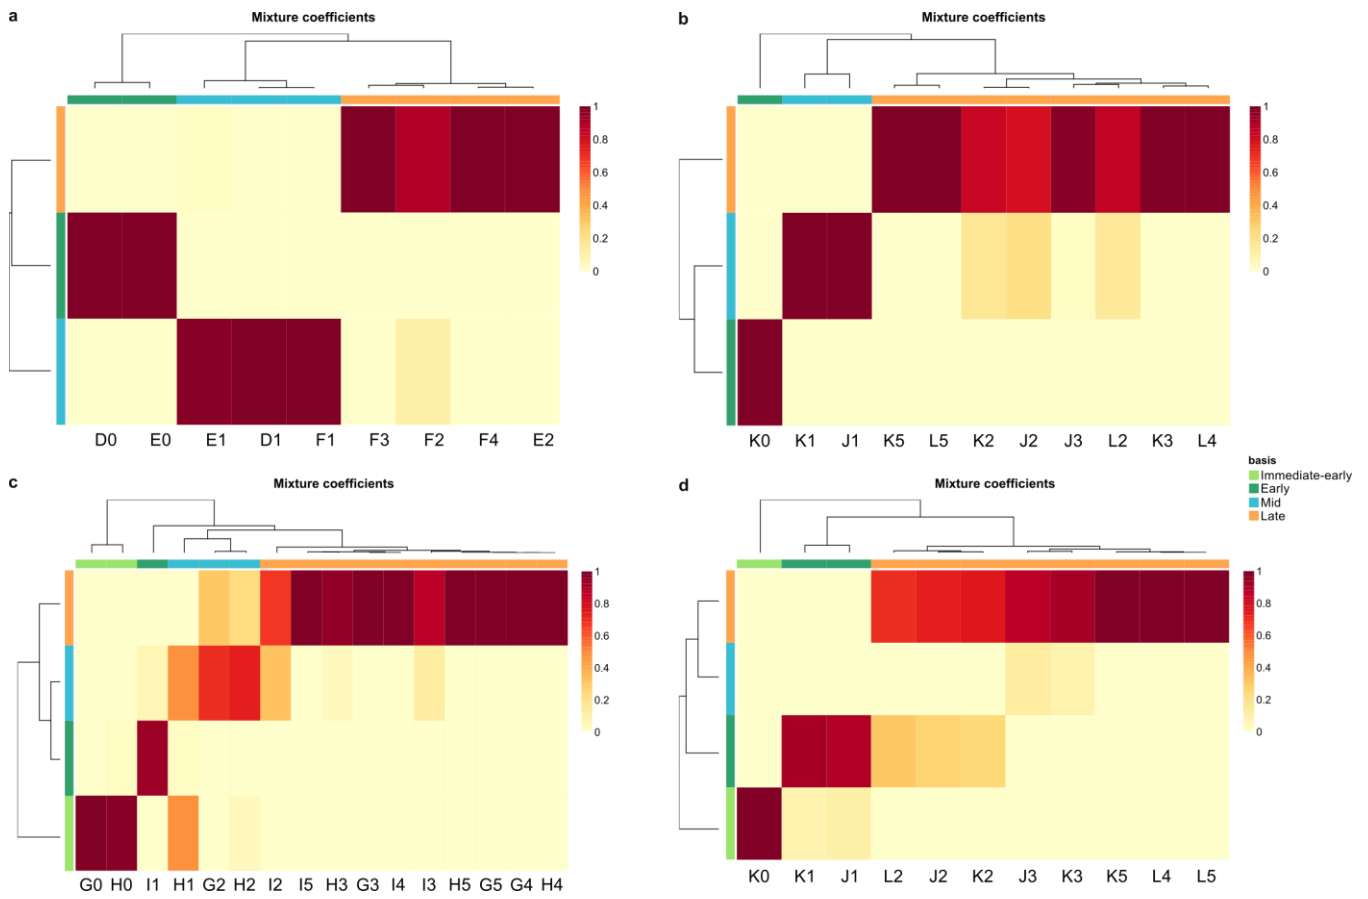 a
Mixture coefficients
1
0.8
0.6
0.4
0.2
0
D0 E0 E1 D1 F1 F3 F2 F4 E2
b
Mixture coefficients
1
0.8
0.6
0.4
0.2
0
K0 K1 J1 K5 L5 K2 J2 J3 L2 K3 L4
basis
Immediate-early
Early
Mid
Late
c
Mixture coefficients
1
0.8
0.6
0.4
0.2
0
G0 H0 I1 H1 G2 H2 I2 I5 H3 G3 I4 I3 H5 G5 G4 H4
d
Mixture coefficients
1
0.8
0.6
0.4
0.2
0
K0 K1 J1 L2 J2 K2 J3 K3 K5 L4 L5